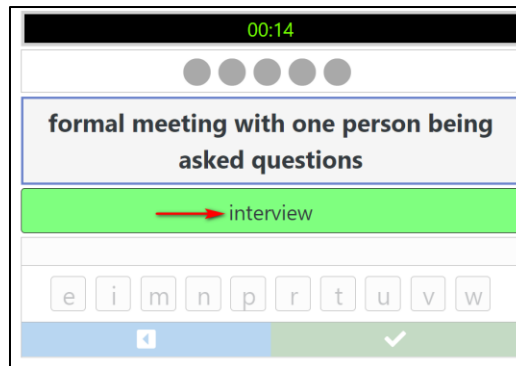 00:14
formal meeting with one person being
asked questions
interview
e i m n p r t u v w